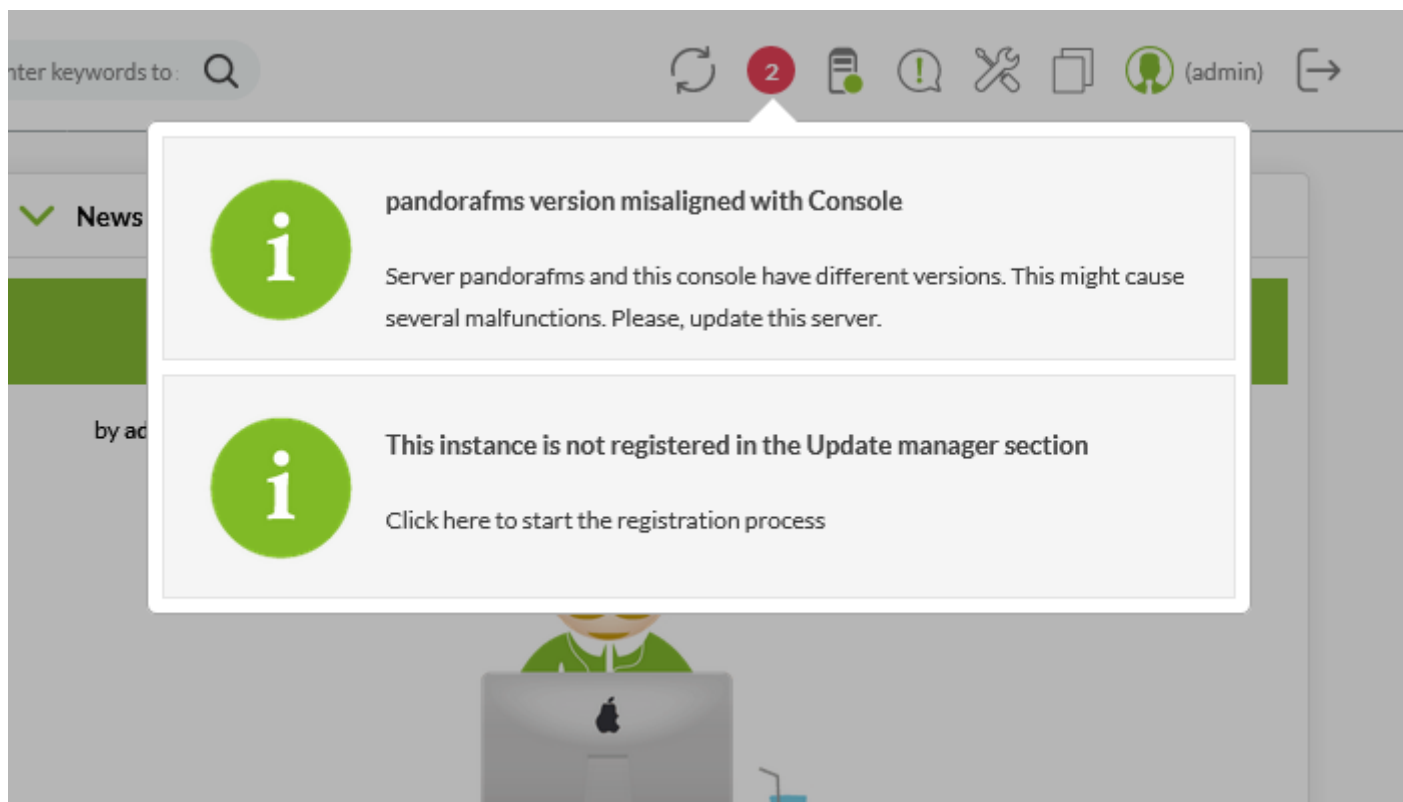 keywords to
2
(admin)
News
pandorafms version misaligned with Console
Server pandorafms and this console have different versions. This might cause
several malfunctions. Please, update this server.
by
This instance is not registered in the Update manager section
Click here to start the registration process